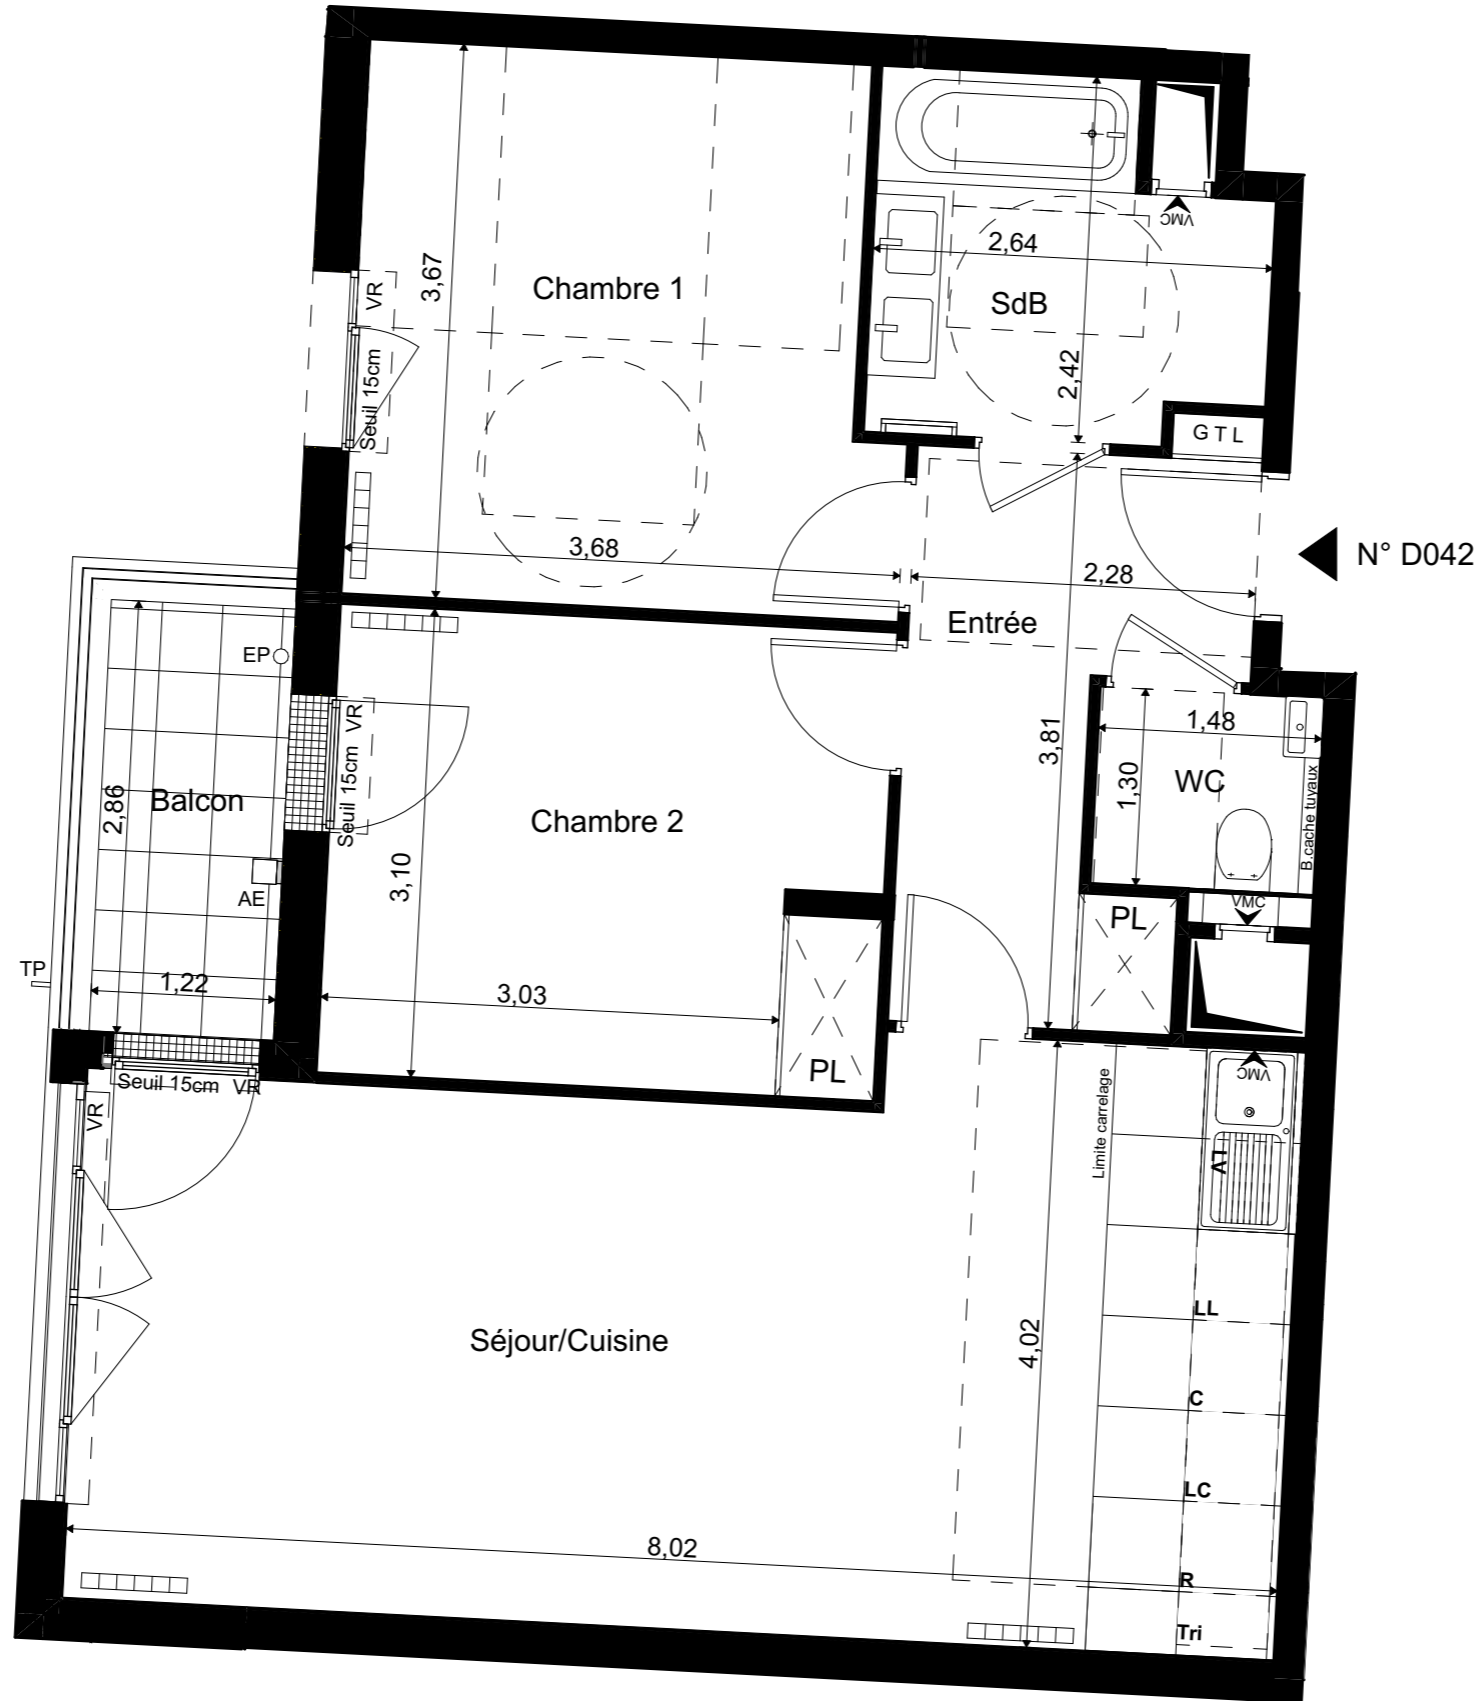 3,67
Chambre 1
VR
Seuil 15cm
3,68
VMC
2,64
SdB
2,42
G T L
N° D042
2,28
Entrée
3,81
EP
Balcon
2,86
AE
TP
1,22
Seuil 15cm VR
Chambre 2
3,10
3,03
PL
1,48
1,30
WC
B.cache tuyaux
VMC
PL
Seuil 15cm VR
VR
Limite carrelage
VMC
LV
LL
C
LC
R
Tri
4,02
Séjour/Cuisine
8,02